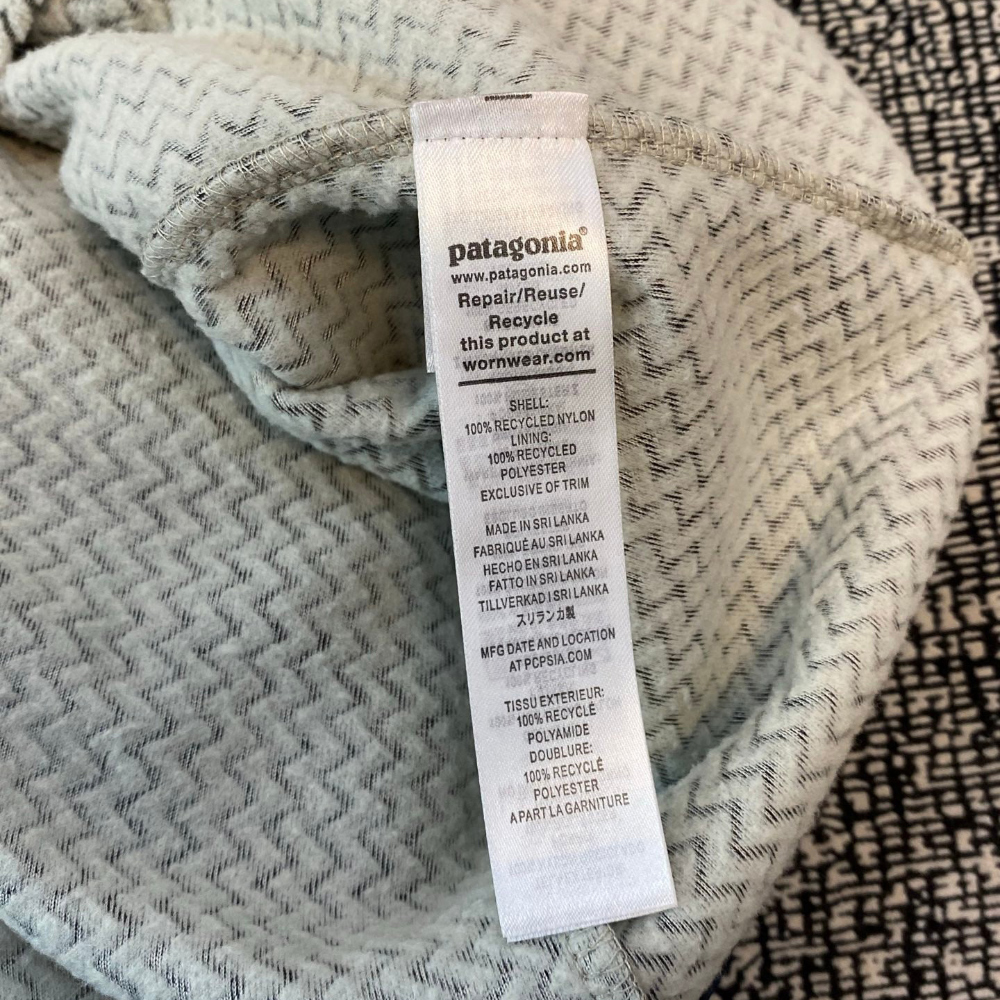 patagonia®
www.patagonia.com
Repair/Reuse/
Recycle
this product at
wornwear.com
SHELL:
100% RECYCLED NYLON
LINING:
100% RECYCLED
POLYESTER
EXCLUSIVE OF TRIM
MADE IN SRI LANKA
FABRIQUÉ AU SRI LANKA
HECHO EN SRI LANKA
FATTO IN SRI LANKA
TILLVERKAD I SRI LANKA
スリランカ製
MFG DATE AND LOCATION
AT PCPSIA.COM
TISSU EXTERIEUR:
100% RECYCLÉ
POLYAMIDE
DOUBLURE:
100% RECYCLÉ
POLYESTER
A PART LA GARNITURE